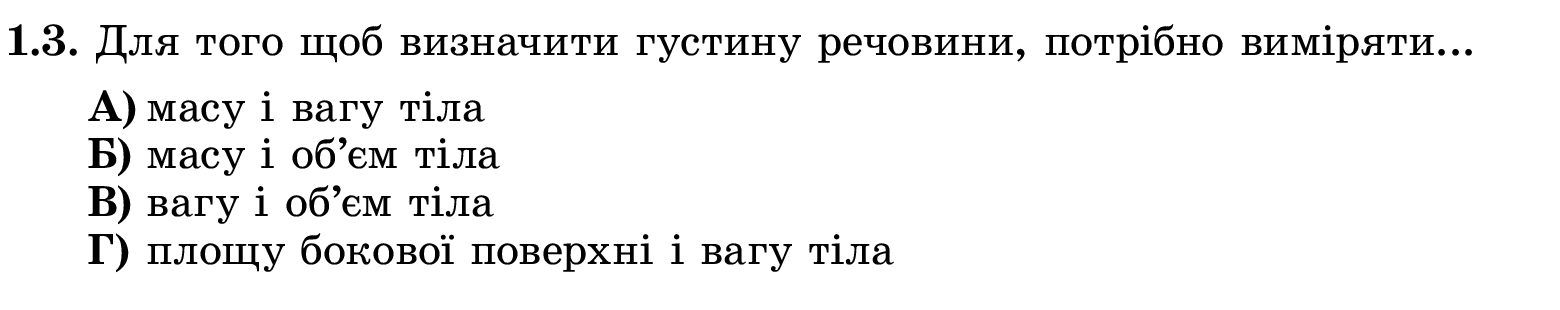 1.3. Для того щоб визначити густину речовини, потрібно виміряти...
А) масу і вагу тіла
Б) масу і об’єм тіла
В) вагу і об’єм тіла
Г) площу бокової поверхні і вагу тіла